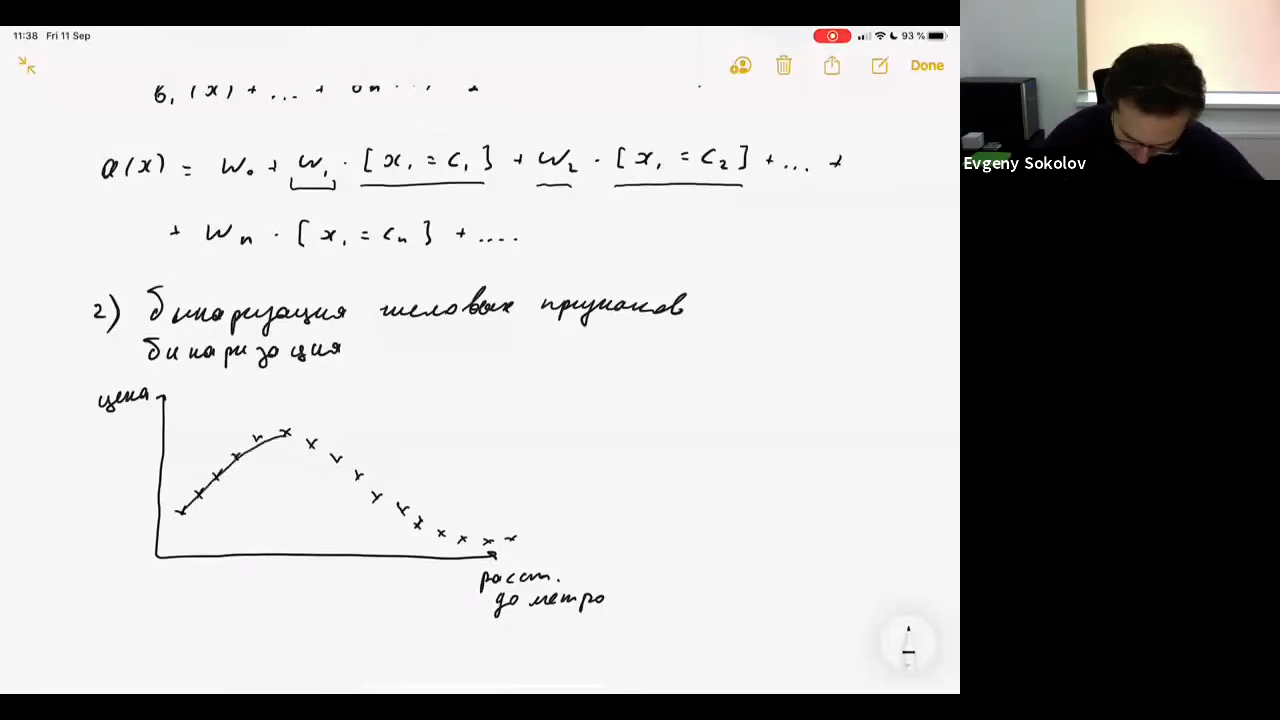 11:38 Fri 11 Sep
93 %
Done
b₁(x) + ... +
a(x) = w₀ + w₁ · [x₁ = c₁] + w₂ · [x₁ = c₂] + ... +
+ wₙ · [x₁ = cₙ] + ....
Evgeny Sokolov
2) бинаризация числовых признаков
бинаризация
цена
расст.
до метро